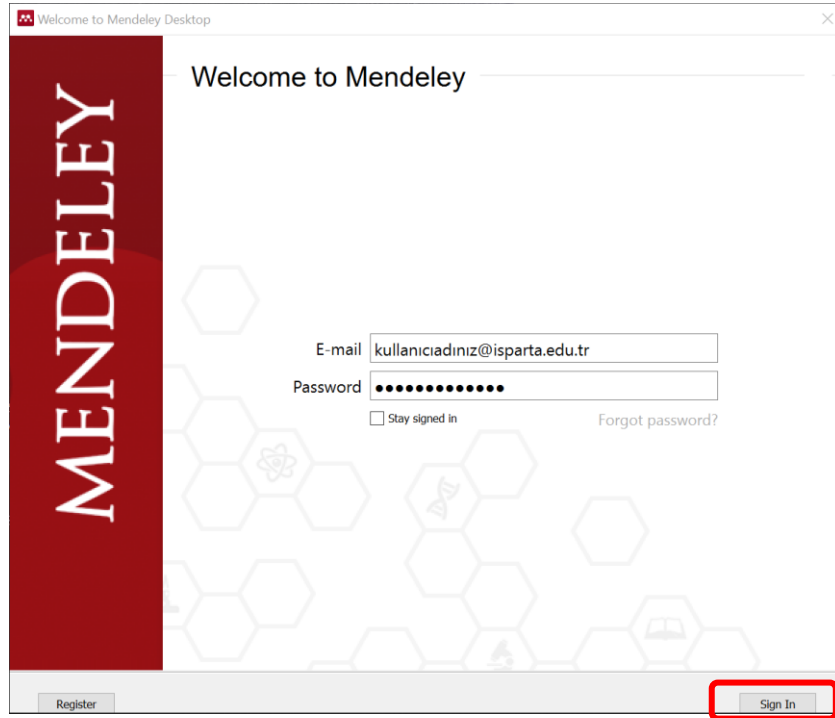 Welcome to Mendeley Desktop
MENDELEY
Welcome to Mendeley
E-mail kullanıcıadınız@isparta.edu.tr
Password ●●●●●●●●●●●●●
Stay signed in Forgot password?
Register Sign In